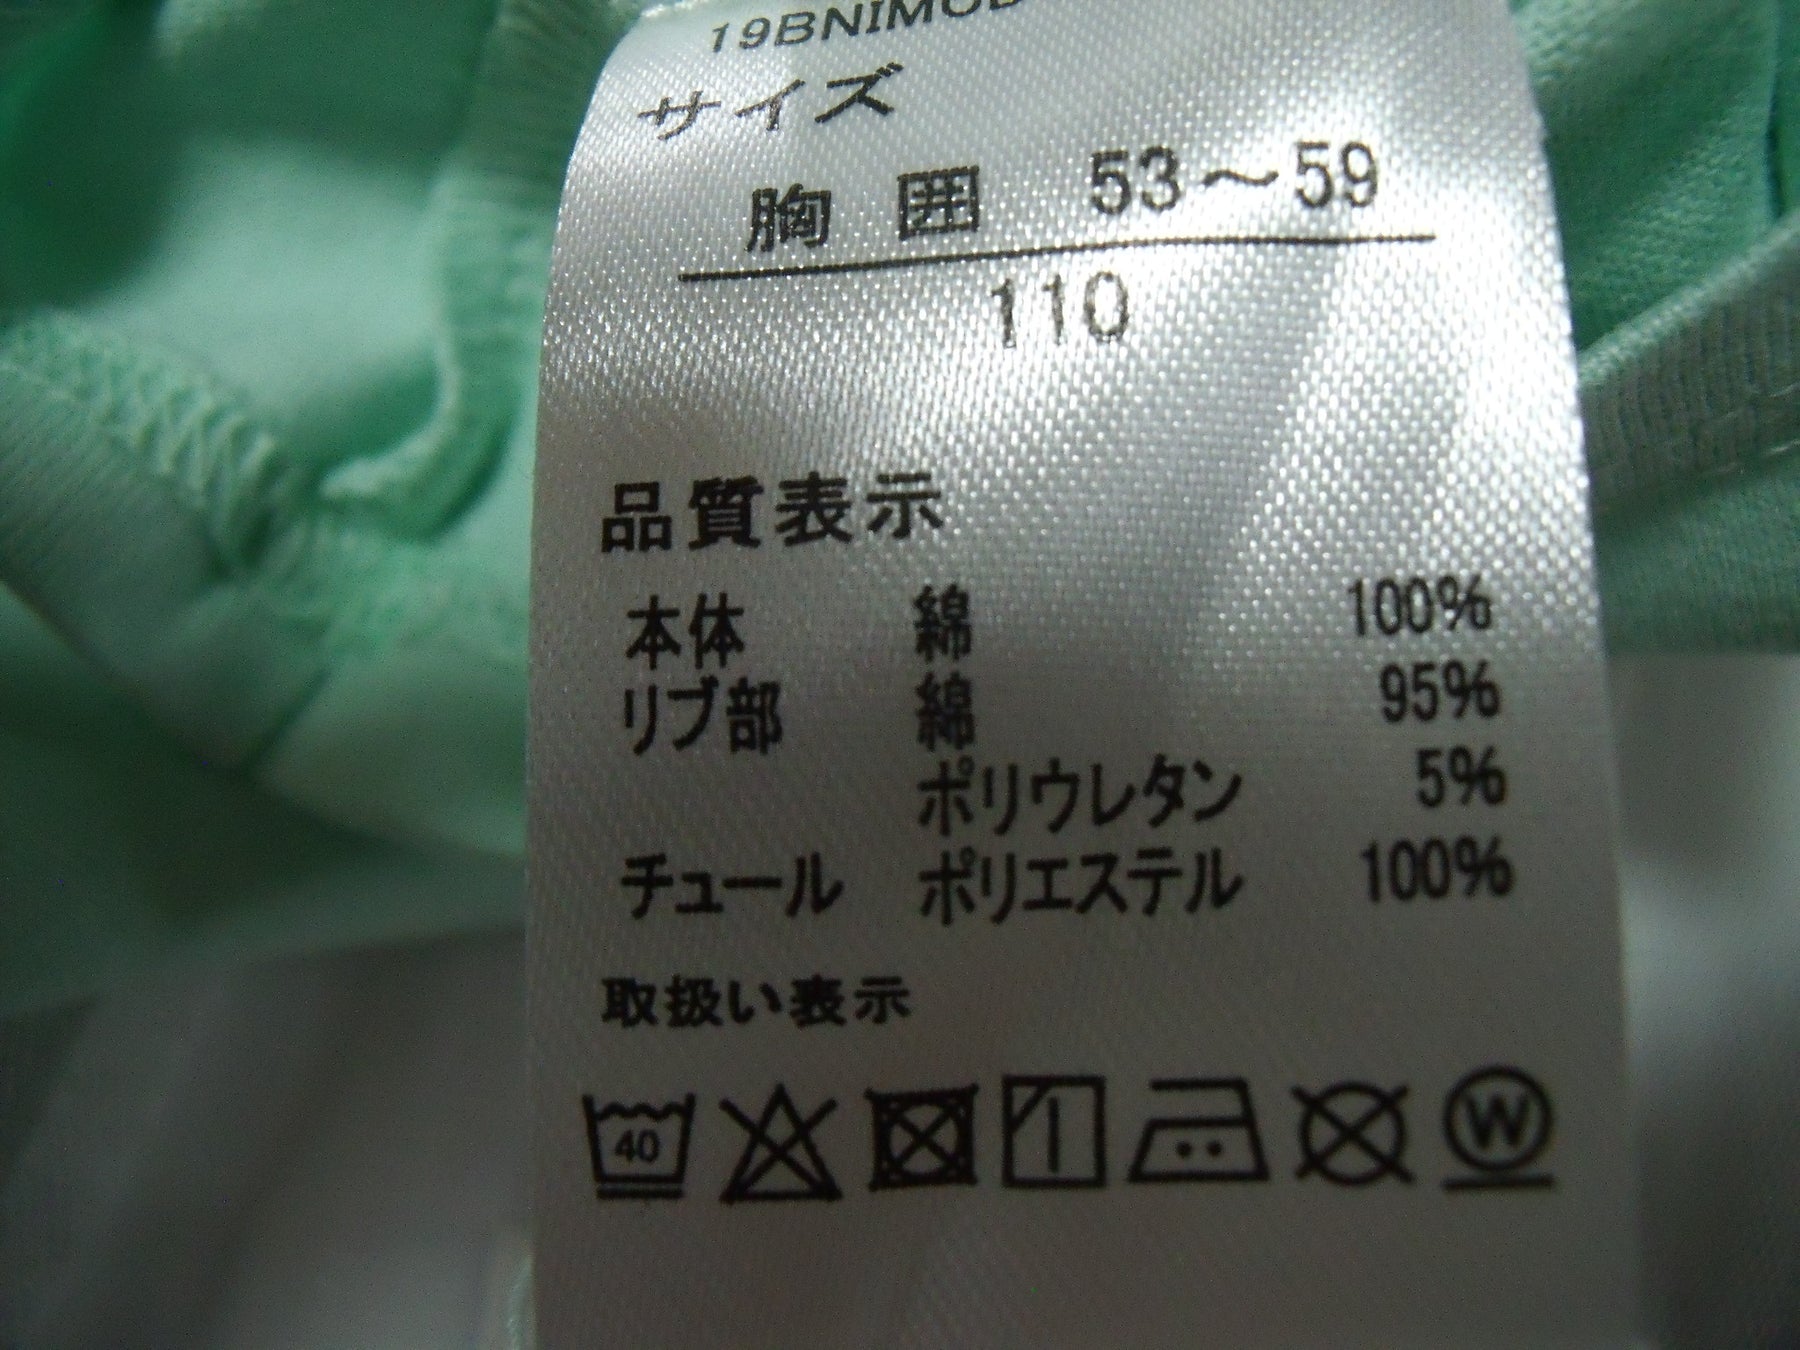 サイズ
胸囲 53～59
110
品質表示
本体 綿 100%
リブ部 綿 95%
ポリウレタン 5%
チュール ポリエステル 100%
取扱い表示
40 W